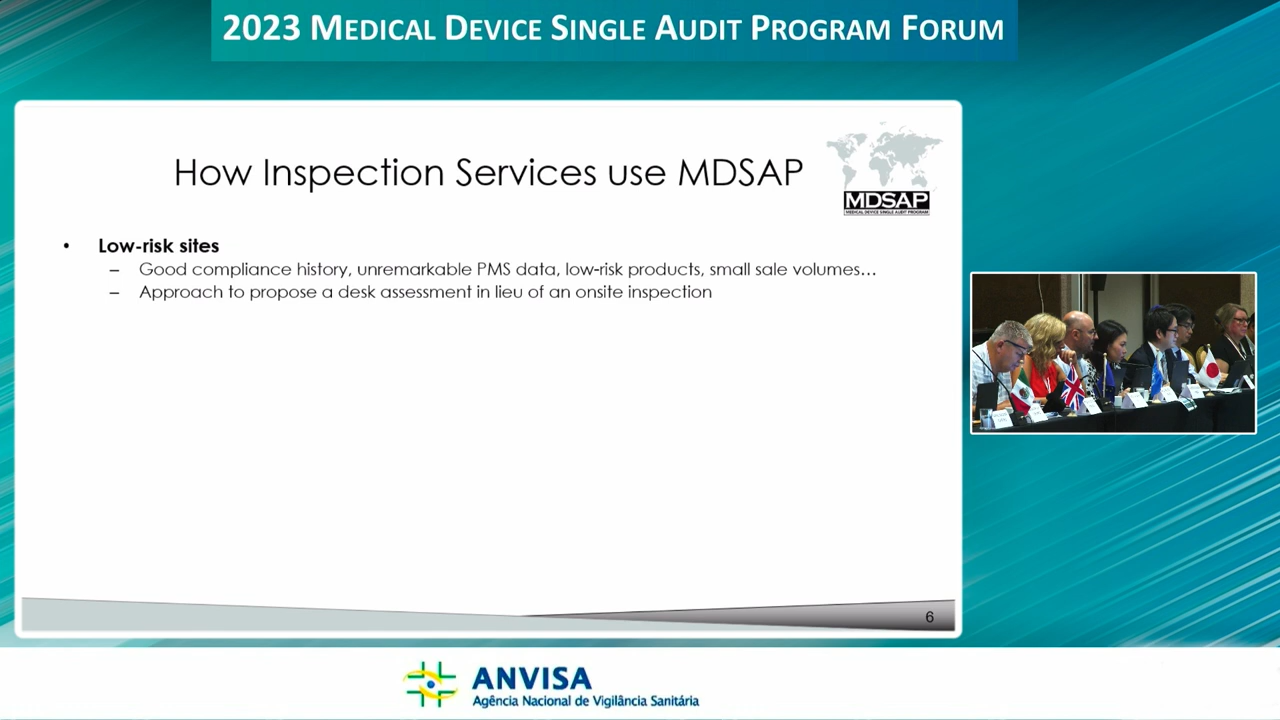 2023 MEDICAL DEVICE SINGLE AUDIT PROGRAM FORUM
How Inspection Services use MDSAP
MDSAP
MEDICAL DEVICE SINGLE AUDIT PROGRAM
• Low-risk sites
– Good compliance history, unremarkable PMS data, low-risk products, small sale volumes…
– Approach to propose a desk assessment in lieu of an onsite inspection
6
ANVISA
Agência Nacional de Vigilância Sanitária